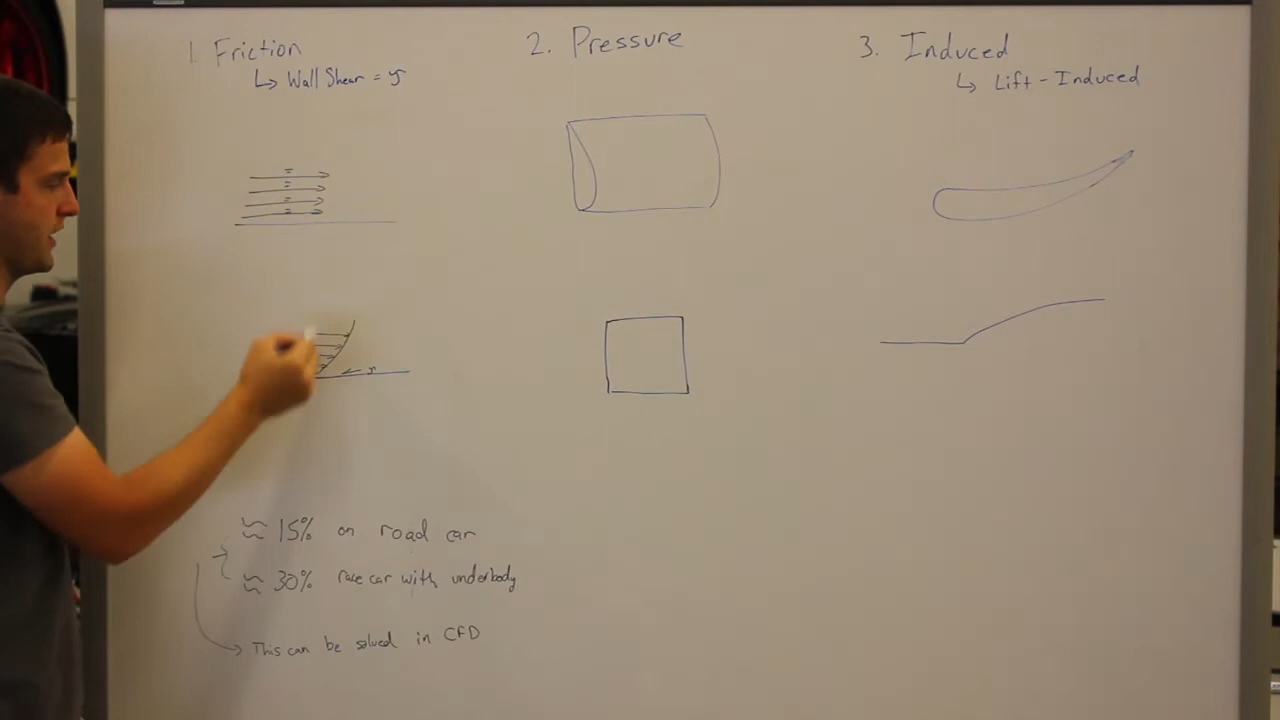 1. Friction
↳ Wall Shear = 𝜏
2. Pressure
3. Induced
↳ Lift - Induced
≈ 15% on road car
≈ 30% race car with underbody
This can be solved in CFD